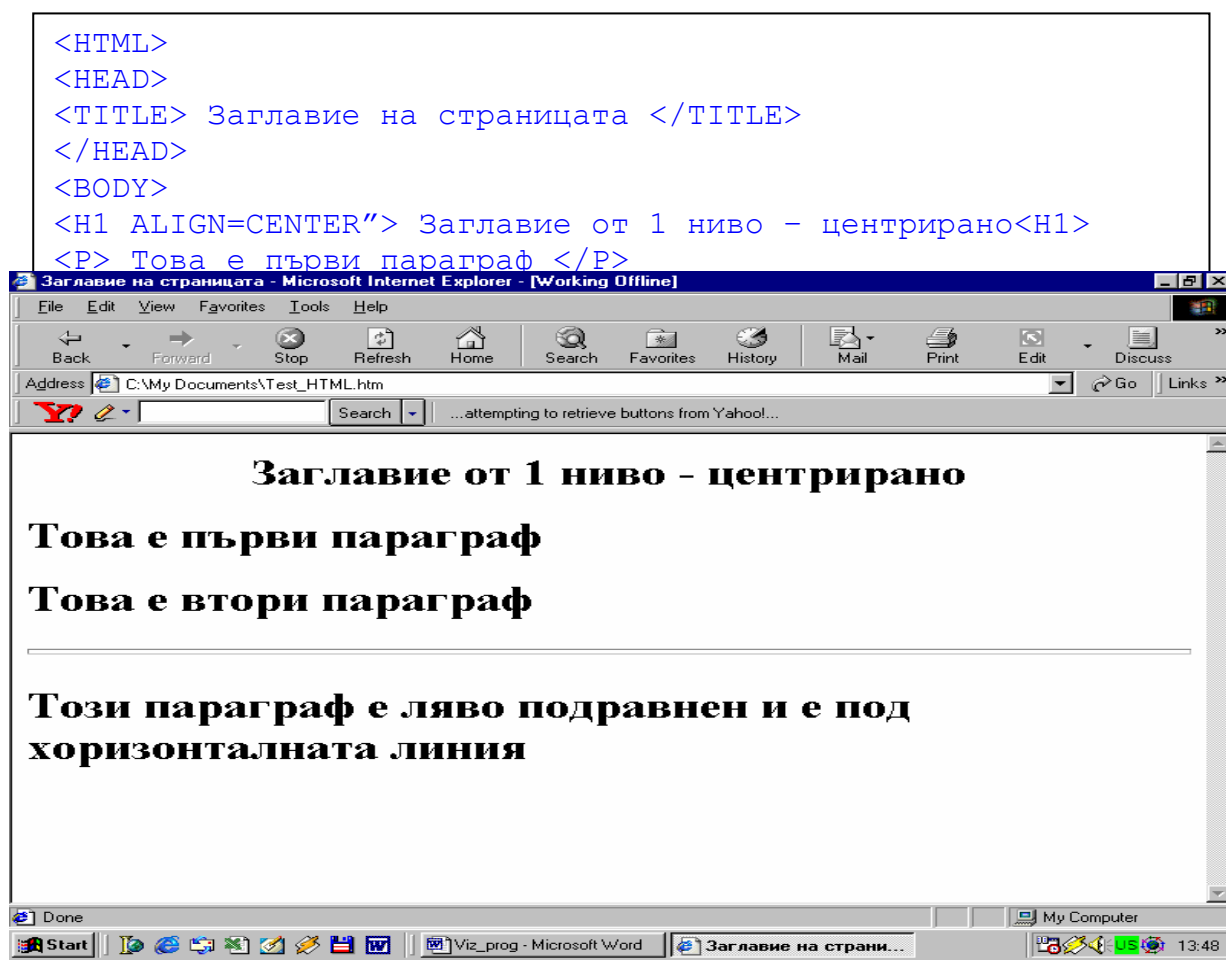 <HTML>
<HEAD>
<TITLE> Заглавие на страницата </TITLE>
</HEAD>
<BODY>
<H1 ALIGN=CENTER”> Заглавие от 1 ниво – центрирано<H1>
<P> Това е първи параграф </P>
Заглавие на страницата - Microsoft Internet Explorer - [Working Offline]
File Edit View Favorites Tools Help
Back Forward Stop Refresh Home Search Favorites History Mail Print Edit Discuss »
Address C:\My Documents\Test_HTML.htm Go Links »
Y! Search ...attempting to retrieve buttons from Yahoo!...
Заглавие от 1 ниво - центрирано
Това е първи параграф
Това е втори параграф
Този параграф е ляво подравнен и е под
хоризонталната линия
Done My Computer
Start Viz_prog - Microsoft Word Заглавие на страни... US 13:48